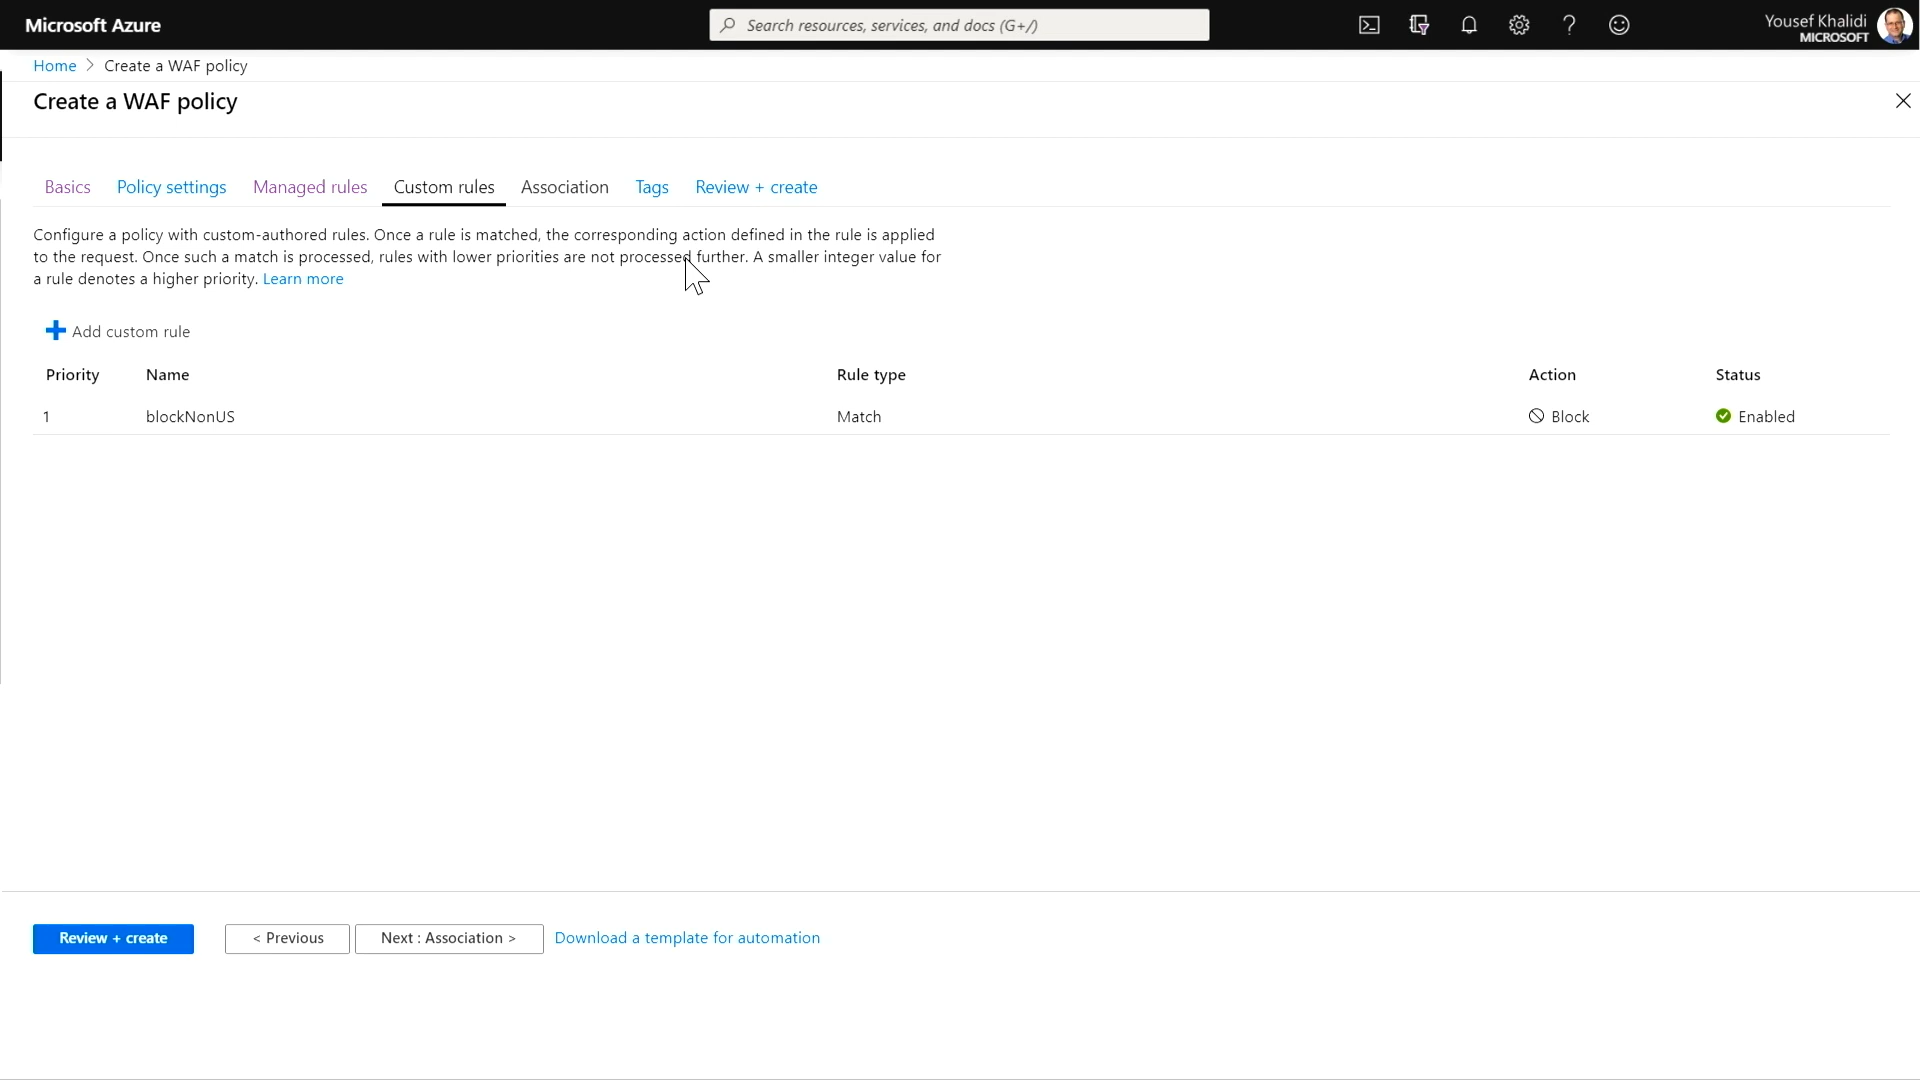 Microsoft Azure
Search resources, services, and docs (G+/)
Yousef Khalidi
MICROSOFT
Home > Create a WAF policy
Create a WAF policy
Basics Policy settings Managed rules Custom rules Association Tags Review + create
Configure a policy with custom-authored rules. Once a rule is matched, the corresponding action defined in the rule is applied
to the request. Once such a match is processed, rules with lower priorities are not processed further. A smaller integer value for
a rule denotes a higher priority. Learn more
Add custom rule
Priority Name Rule type Action Status
1 blockNonUS Match Block Enabled
Review + create < Previous Next : Association > Download a template for automation